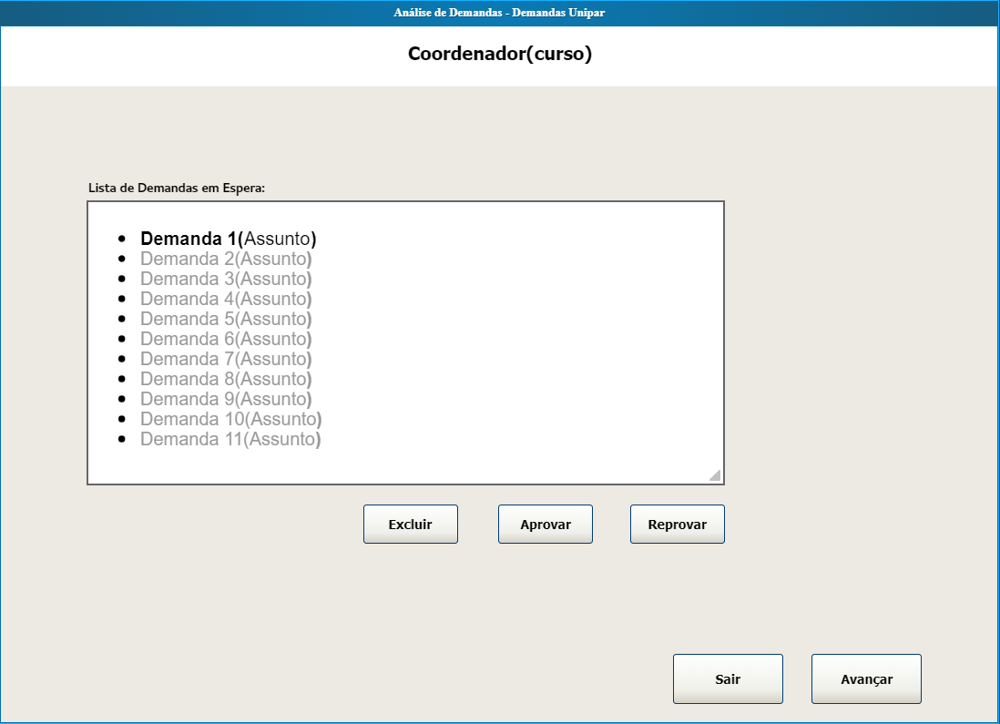 Análise de Demandas - Demandas Unipar
Coordenador(curso)
Lista de Demandas em Espera:
Demanda 1(Assunto)
Demanda 2(Assunto)
Demanda 3(Assunto)
Demanda 4(Assunto)
Demanda 5(Assunto)
Demanda 6(Assunto)
Demanda 7(Assunto)
Demanda 8(Assunto)
Demanda 9(Assunto)
Demanda 10(Assunto)
Demanda 11(Assunto)
Excluir Aprovar Reprovar
Sair Avançar